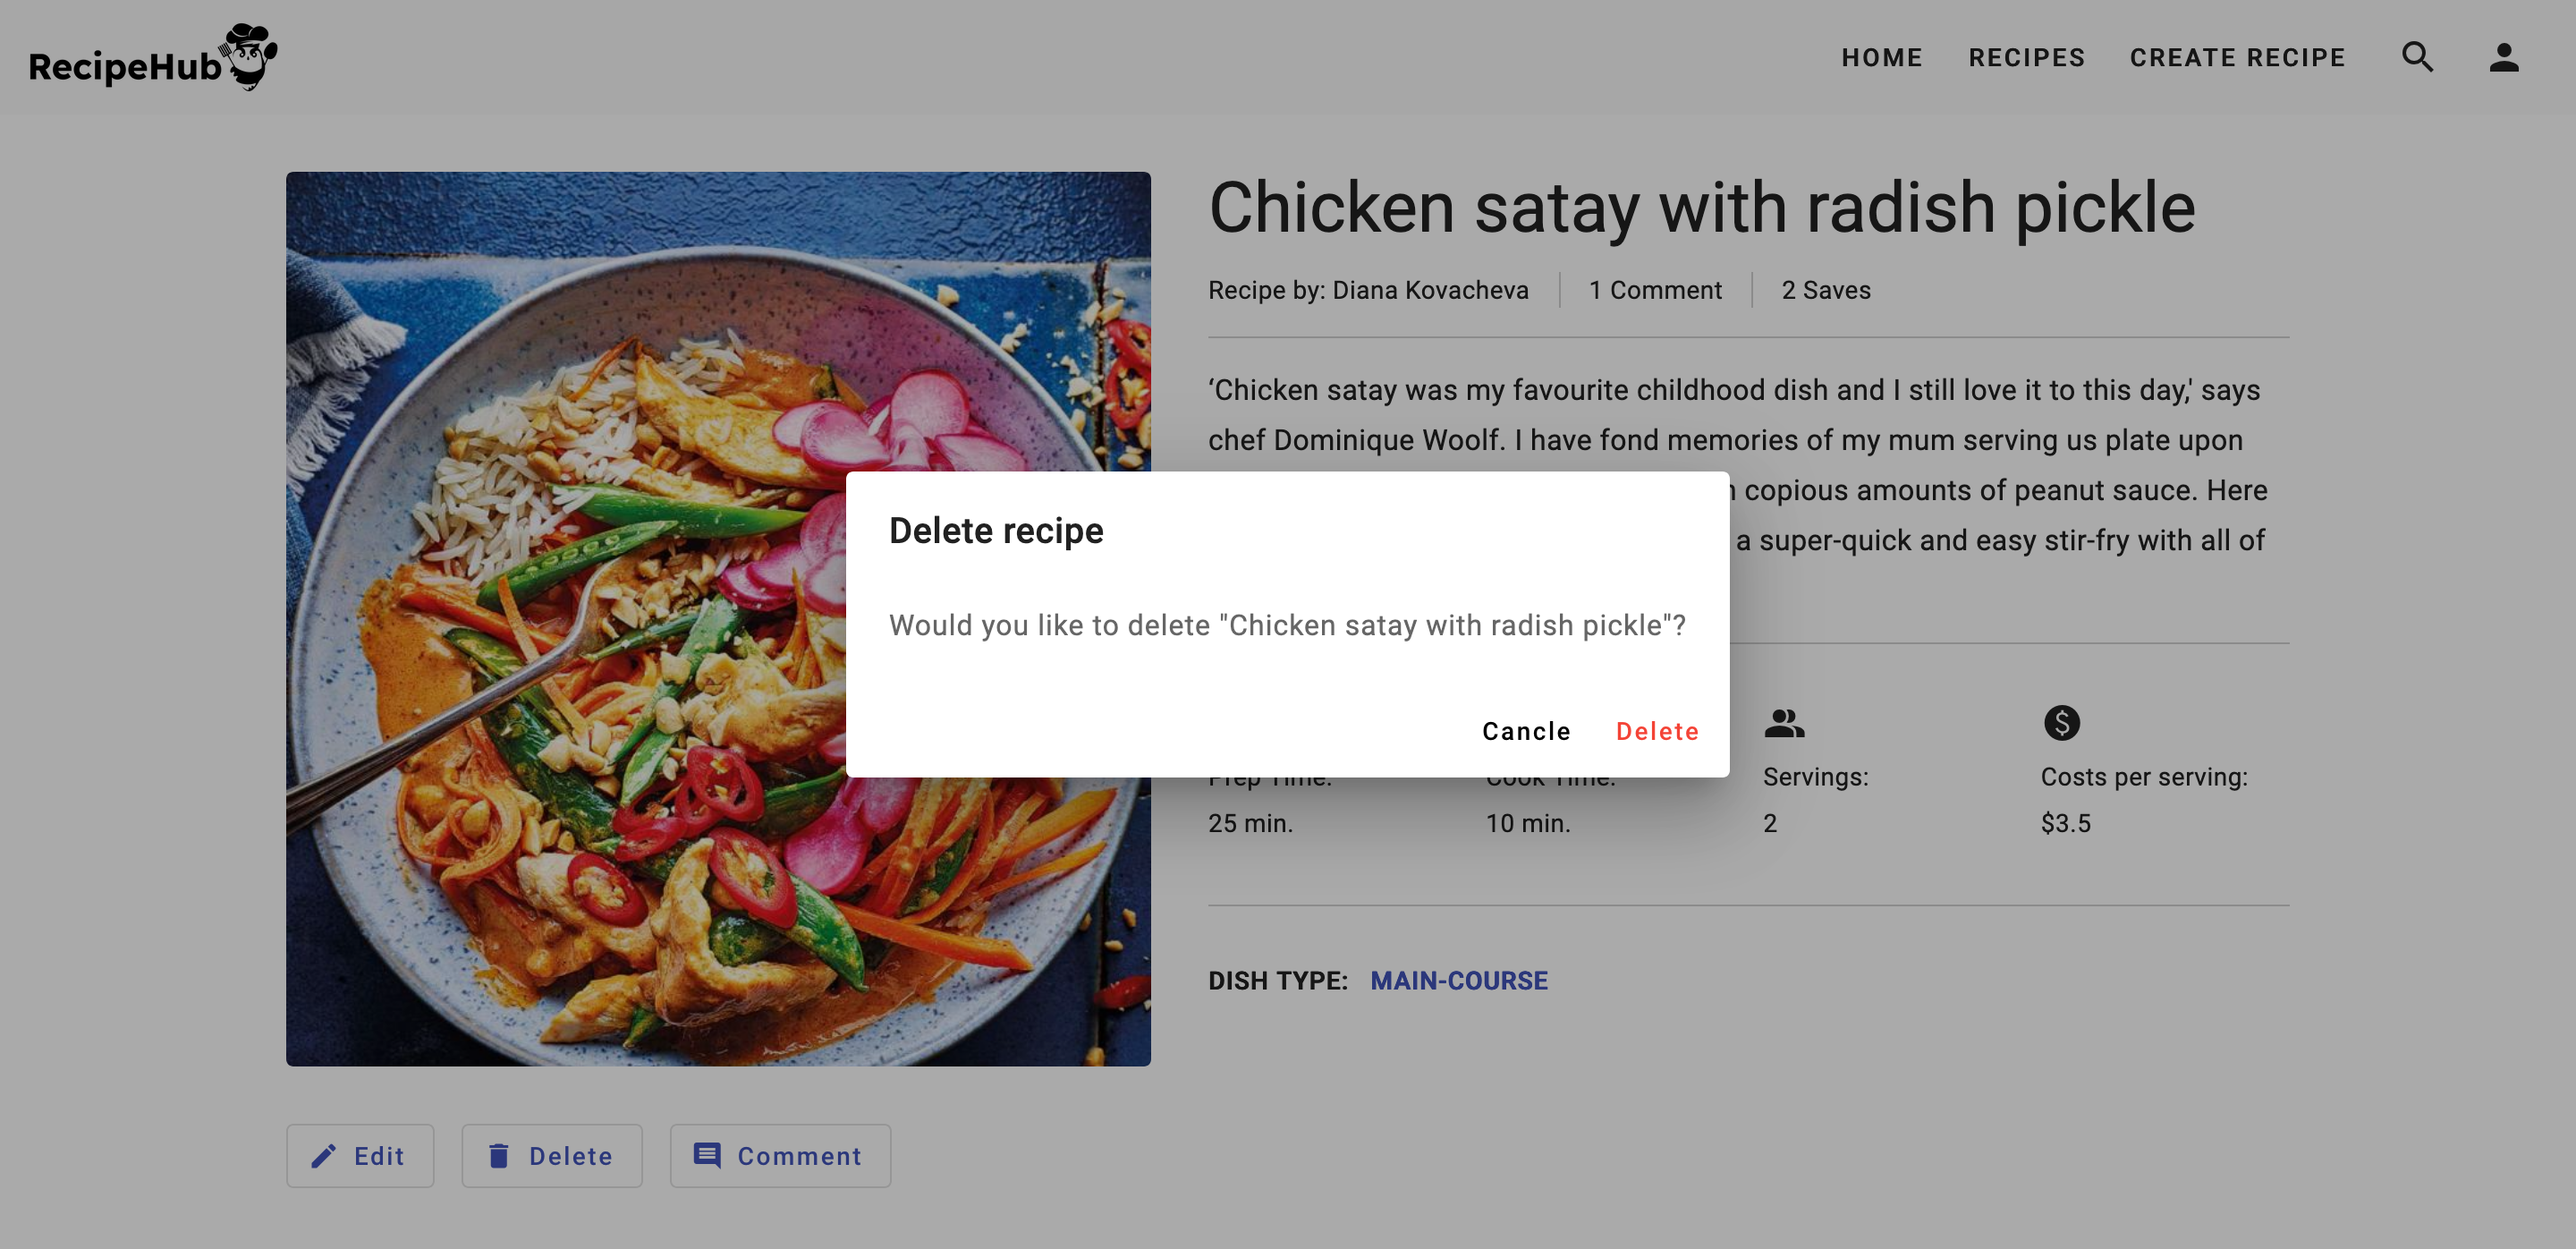 RecipeHub
HOME RECIPES CREATE RECIPE
Chicken satay with radish pickle
Recipe by: Diana Kovacheva 1 Comment 2 Saves
‘Chicken satay was my favourite childhood dish and I still love it to this day,' says
chef Dominique Woolf. I have fond memories of my mum serving us plate upon
copious amounts of peanut sauce. Here
a super-quick and easy stir-fry with all of
Delete recipe
Would you like to delete "Chicken satay with radish pickle"?
Cancle Delete
Prep Time: Cook Time: Servings: Costs per serving:
25 min. 10 min. 2 $3.5
DISH TYPE: MAIN-COURSE
Edit Delete Comment